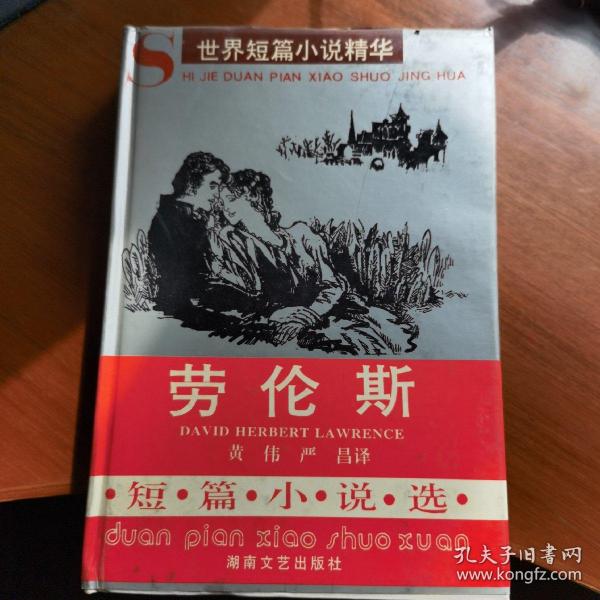 世界短篇小说精华
SHI JIE DUAN PIAN XIAO SHUO JING HUA
劳伦斯
DAVID HERBERT LAWRENCE
黄伟 严昌译
·短·篇·小·说·选·
duan pian xiao shuo xuan
湖南文艺出版社
孔夫子旧书网
www.kongfz.com